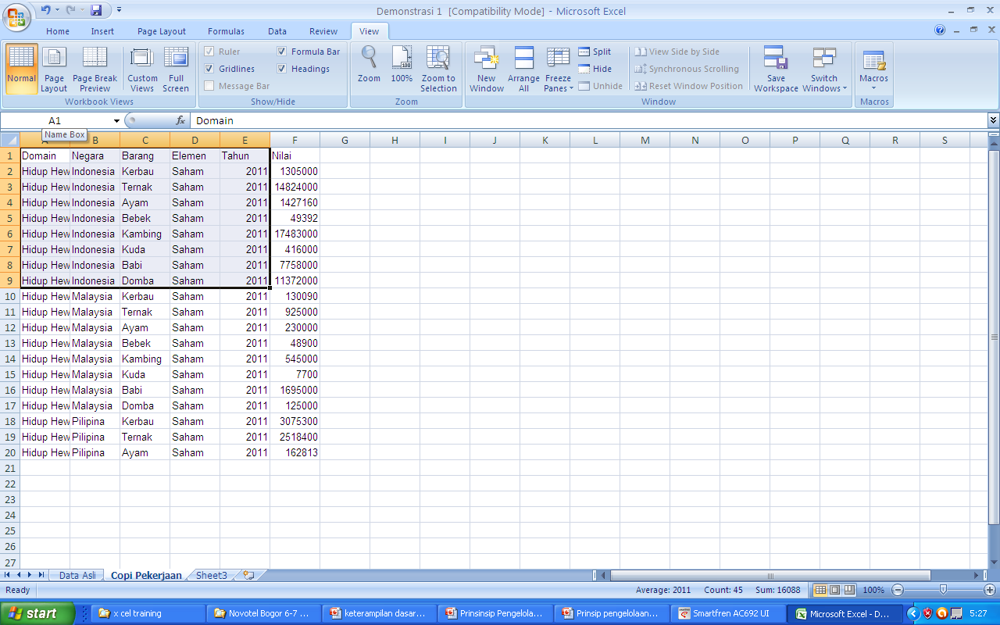 Demonstrasi 1 [Compatibility Mode] - Microsoft Excel
Home Insert Page Layout Formulas Data Review View
Normal Page Layout Page Break Preview Custom Views Full Screen
Workbook Views
Ruler Formula Bar
Gridlines Headings
Message Bar
Show/Hide
Zoom 100% Zoom to Selection
Zoom
New Window Arrange All Freeze Panes
Split
Hide
Unhide
View Side by Side
Synchronous Scrolling
Reset Window Position
Save Workspace Switch Windows
Window
Macros
Macros
A1 fx Domain
Name Box
A B C D E F G H I J K L M N O P Q R S
1 Domain Negara Barang Elemen Tahun Nilai
2 Hidup Hew Indonesia Kerbau Saham 2011 1305000
3 Hidup Hew Indonesia Ternak Saham 2011 14824000
4 Hidup Hew Indonesia Ayam Saham 2011 1427160
5 Hidup Hew Indonesia Bebek Saham 2011 49392
6 Hidup Hew Indonesia Kambing Saham 2011 17483000
7 Hidup Hew Indonesia Kuda Saham 2011 416000
8 Hidup Hew Indonesia Babi Saham 2011 7758000
9 Hidup Hew Indonesia Domba Saham 2011 11372000
10 Hidup Hew Malaysia Kerbau Saham 2011 130090
11 Hidup Hew Malaysia Ternak Saham 2011 925000
12 Hidup Hew Malaysia Ayam Saham 2011 230000
13 Hidup Hew Malaysia Bebek Saham 2011 48900
14 Hidup Hew Malaysia Kambing Saham 2011 545000
15 Hidup Hew Malaysia Kuda Saham 2011 7700
16 Hidup Hew Malaysia Babi Saham 2011 1695000
17 Hidup Hew Malaysia Domba Saham 2011 125000
18 Hidup Hew Pilipina Kerbau Saham 2011 3075300
19 Hidup Hew Pilipina Ternak Saham 2011 2518400
20 Hidup Hew Pilipina Ayam Saham 2011 162813
21
22
23
24
25
26
27
Data Asli Copi Pekerjaan Sheet3
Ready Average: 2011 Count: 45 Sum: 16088 100%
start x cel training Novotel Bogor 6-7 ... keterampilan dasar... Prinsinsip Pengelola... Prinsip pengelolaan... Smartfren AC692 UI Microsoft Excel - D... 5:27